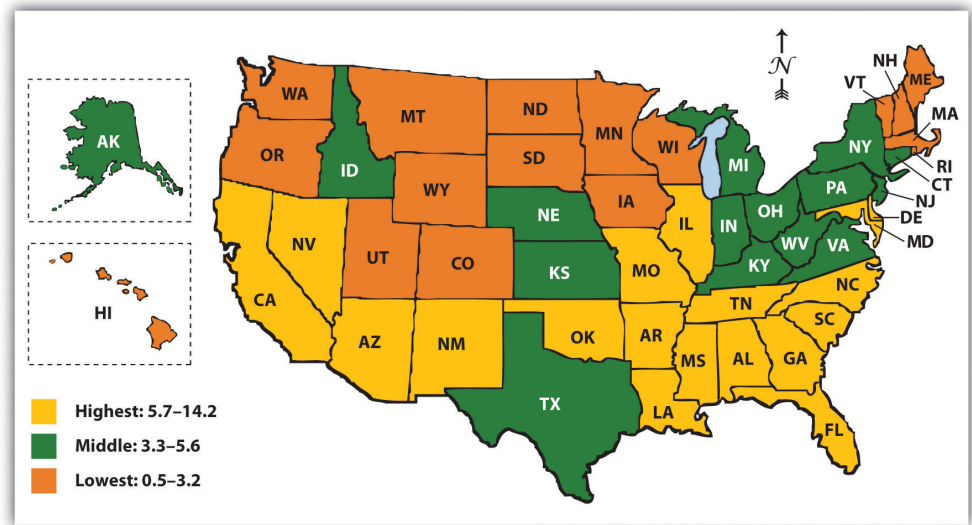 N
NH
VT
ME
WA
MT
ND
MN
MA
OR
AK
ID
SD
WI
MI
NY
RI
WY
CT
IA
PA
NJ
NE
IL
IN
OH
DE
NV
UT
CO
WV
VA
MD
KS
MO
KY
CA
NC
TN
HI
AZ
NM
OK
AR
SC
MS
AL
GA
TX
LA
FL
Highest: 5.7–14.2
Middle: 3.3–5.6
Lowest: 0.5–3.2